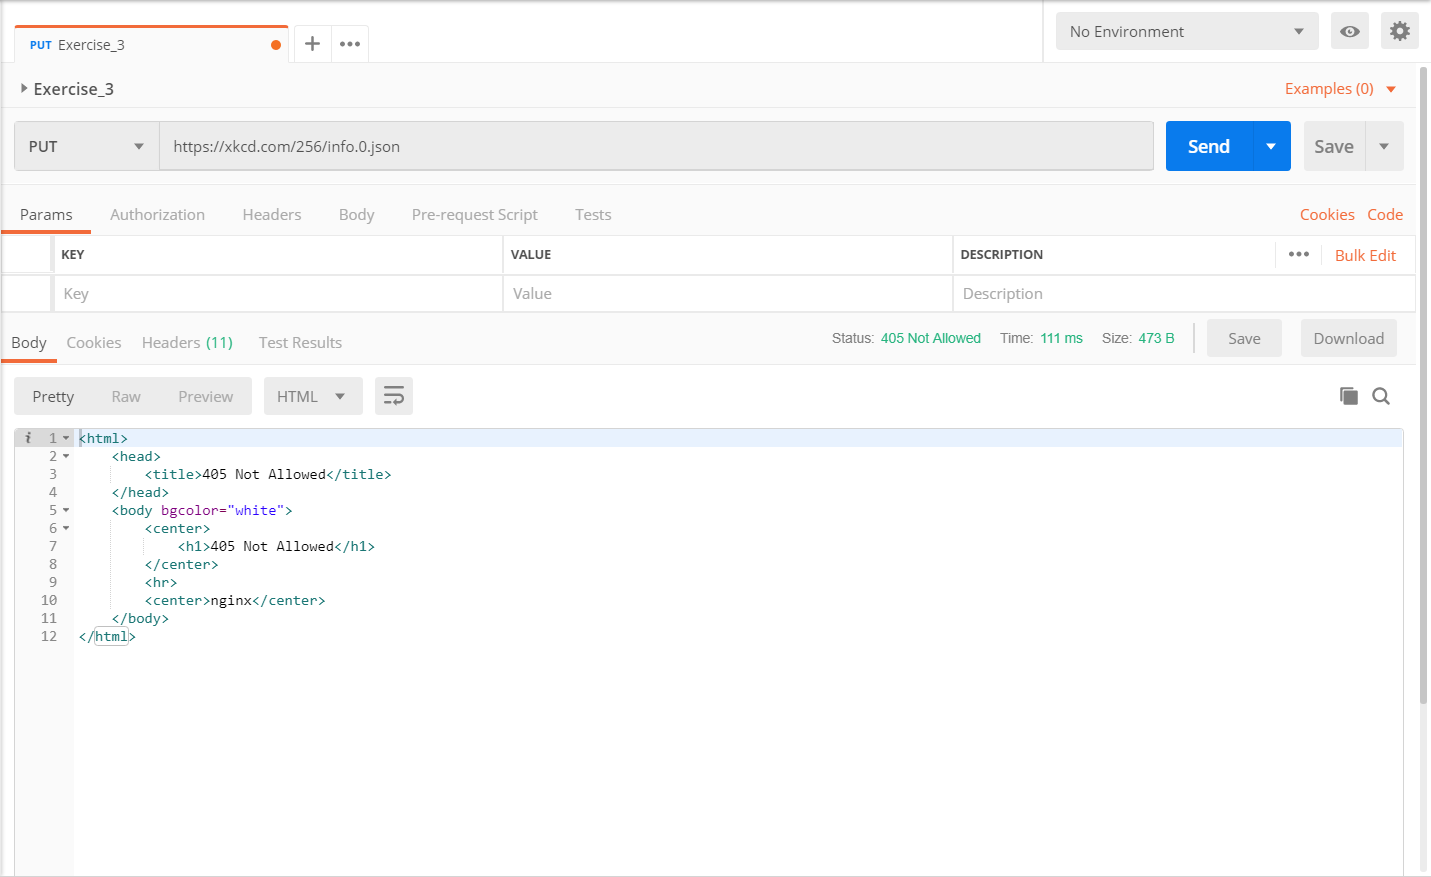 PUT Exercise_3
No Environment
Exercise_3
Examples (0)
PUT https://xkcd.com/256/info.0.json Send Save
Params Authorization Headers Body Pre-request Script Tests Cookies Code
KEY VALUE DESCRIPTION ••• Bulk Edit
Key Value Description
Body Cookies Headers (11) Test Results Status: 405 Not Allowed Time: 111 ms Size: 473 B Save Download
Pretty Raw Preview HTML
i 1 <html>
2 <head>
3 <title>405 Not Allowed</title>
4 </head>
5 <body bgcolor="white">
6 <center>
7 <h1>405 Not Allowed</h1>
8 </center>
9 <hr>
10 <center>nginx</center>
11 </body>
12 </html>